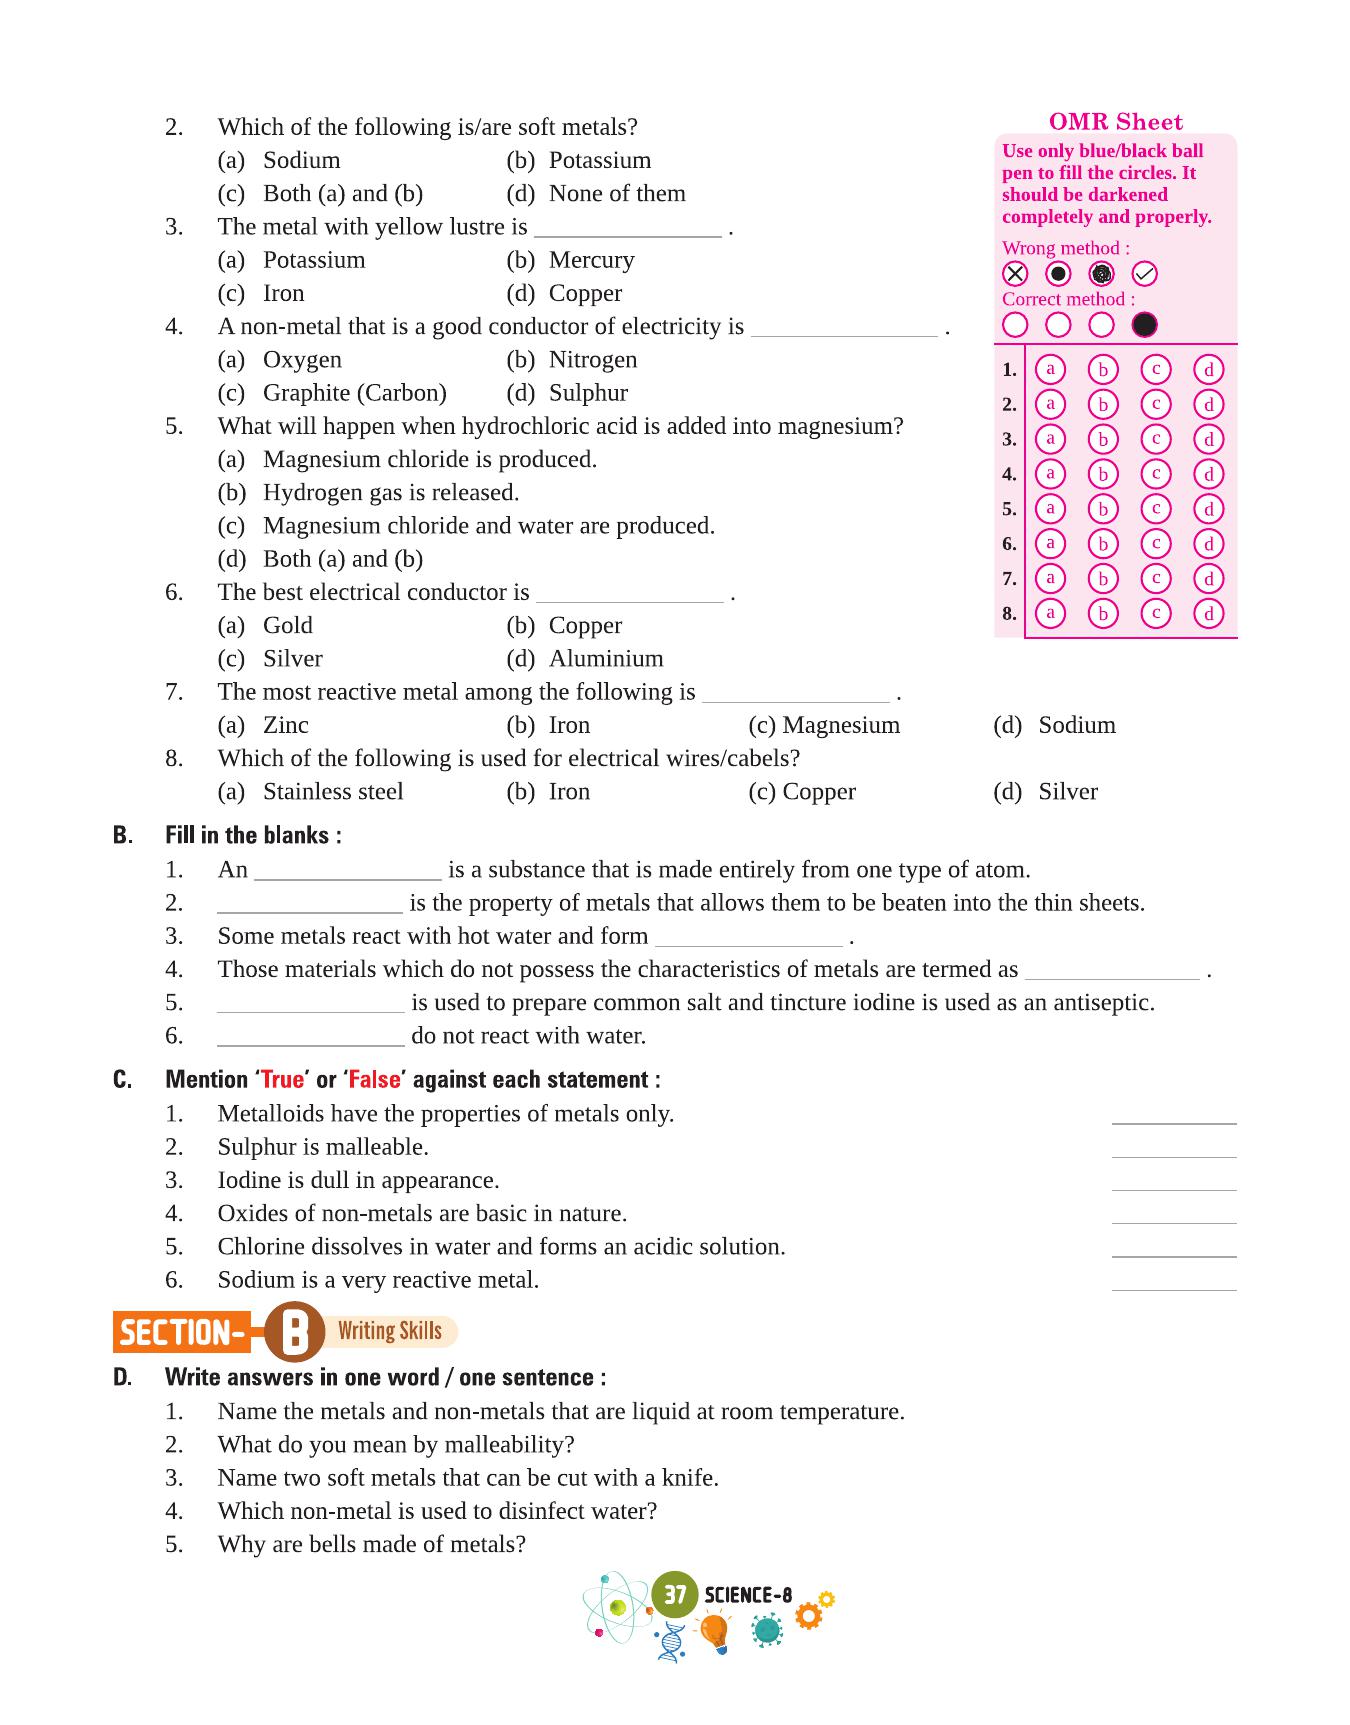 2. Which of the following is/are soft metals?
(a) Sodium (b) Potassium
(c) Both (a) and (b) (d) None of them
3. The metal with yellow lustre is _______________ .
(a) Potassium (b) Mercury
(c) Iron (d) Copper
4. A non-metal that is a good conductor of electricity is _______________ .
(a) Oxygen (b) Nitrogen
(c) Graphite (Carbon) (d) Sulphur
5. What will happen when hydrochloric acid is added into magnesium?
(a) Magnesium chloride is produced.
(b) Hydrogen gas is released.
(c) Magnesium chloride and water are produced.
(d) Both (a) and (b)
6. The best electrical conductor is _______________ .
(a) Gold (b) Copper
(c) Silver (d) Aluminium
7. The most reactive metal among the following is _______________ .
(a) Zinc (b) Iron (c) Magnesium (d) Sodium
8. Which of the following is used for electrical wires/cabels?
(a) Stainless steel (b) Iron (c) Copper (d) Silver
OMR Sheet
Use only blue/black ball
pen to fill the circles. It
should be darkened
completely and properly.
Wrong method :
Correct method :
1. a b c d
2. a b c d
3. a b c d
4. a b c d
5. a b c d
6. a b c d
7. a b c d
8. a b c d
B. Fill in the blanks :
1. An _______________ is a substance that is made entirely from one type of atom.
2. _______________ is the property of metals that allows them to be beaten into the thin sheets.
3. Some metals react with hot water and form _______________ .
4. Those materials which do not possess the characteristics of metals are termed as _______________ .
5. _______________ is used to prepare common salt and tincture iodine is used as an antiseptic.
6. _______________ do not react with water.
C. Mention ‘True’ or ‘False’ against each statement :
1. Metalloids have the properties of metals only. __________
2. Sulphur is malleable. __________
3. Iodine is dull in appearance. __________
4. Oxides of non-metals are basic in nature. __________
5. Chlorine dissolves in water and forms an acidic solution. __________
6. Sodium is a very reactive metal. __________
SECTION- B Writing Skills
D. Write answers in one word / one sentence :
1. Name the metals and non-metals that are liquid at room temperature.
2. What do you mean by malleability?
3. Name two soft metals that can be cut with a knife.
4. Which non-metal is used to disinfect water?
5. Why are bells made of metals?
37 SCIENCE-8